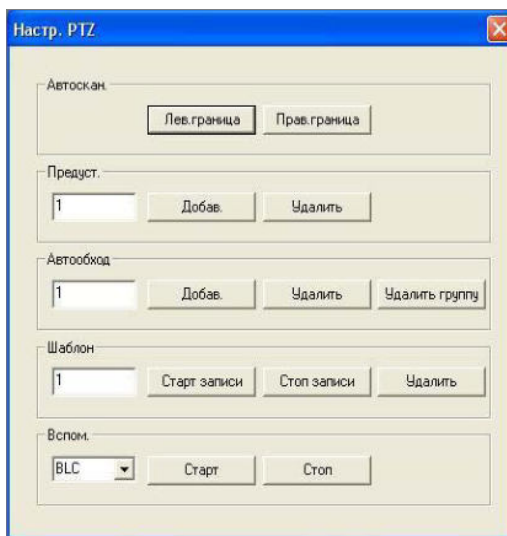 Настр. PTZ
Автоскан.
Лев.граница Прав.граница
Предуст.
1 Добав. Удалить
Автообход
1 Добав. Удалить Удалить группу
Шаблон
1 Старт записи Стоп записи Удалить
Вспом.
BLC Старт Стоп